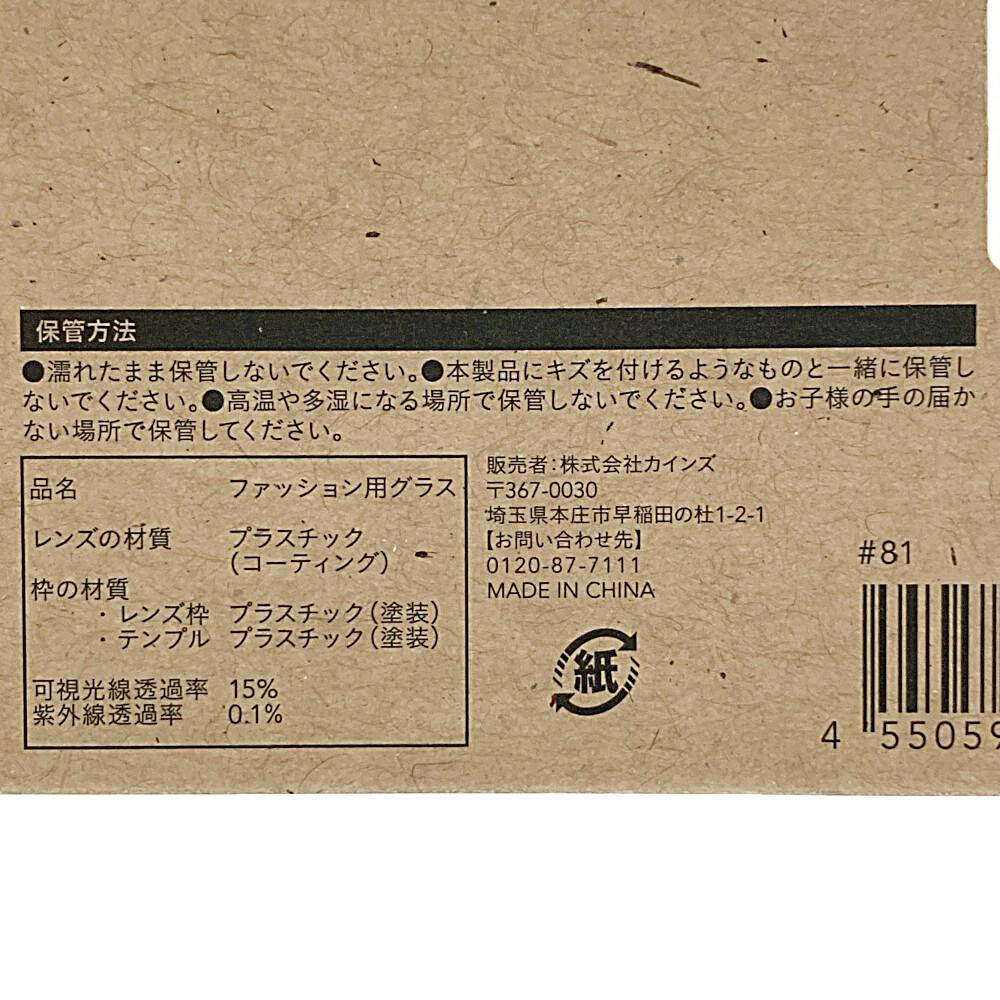 保管方法
●濡れたまま保管しないでください。●本製品にキズを付けるようなものと一緒に保管し
ないでください。●高温や多湿になる場所で保管しないでください。●お子様の手の届か
ない場所で保管してください。
品名 ファッション用グラス
レンズの材質 プラスチック
（コーティング）
枠の材質
・レンズ枠 プラスチック（塗装）
・テンプル プラスチック（塗装）
可視光線透過率 15%
紫外線透過率 0.1%
販売者：株式会社カインズ
〒367-0030
埼玉県本庄市早稲田の杜1-2-1
【お問い合わせ先】
0120-87-7111
MADE IN CHINA
紙
#81
4 55059